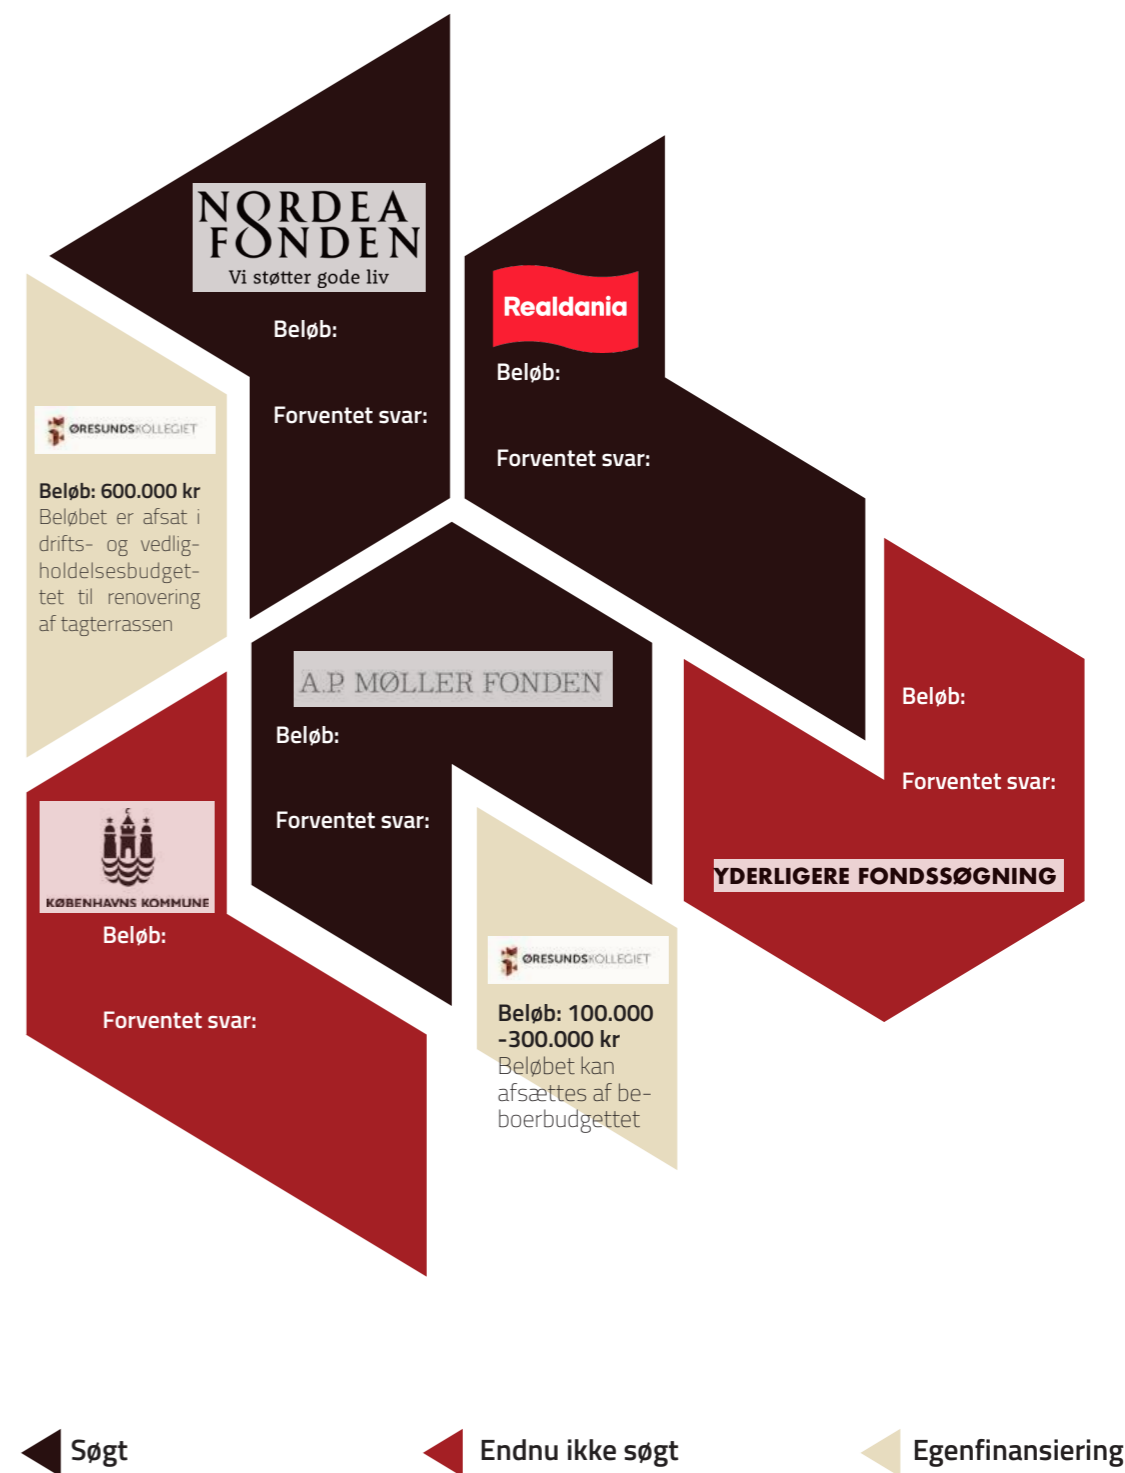 NORDEA
FONDEN
Vi støtter gode liv
Beløb:
Forventet svar:
Realdania
Beløb:
Forventet svar:
ØRESUNDSKOLLEGIET
Beløb: 600.000 kr
Beløbet er afsat i
drifts- og vedlig-
holdelsesbudget-
tet til renovering
af tagterrassen
A.P. MØLLER FONDEN
Beløb:
Forventet svar:
Beløb:
Forventet svar:
YDERLIGERE FONDSSØGNING
KØBENHAVNS KOMMUNE
Beløb:
Forventet svar:
ØRESUNDSKOLLEGIET
Beløb: 100.000
-300.000 kr
Beløbet kan
afsættes af be-
boerbudgettet
Søgt
Endnu ikke søgt
Egenfinansiering